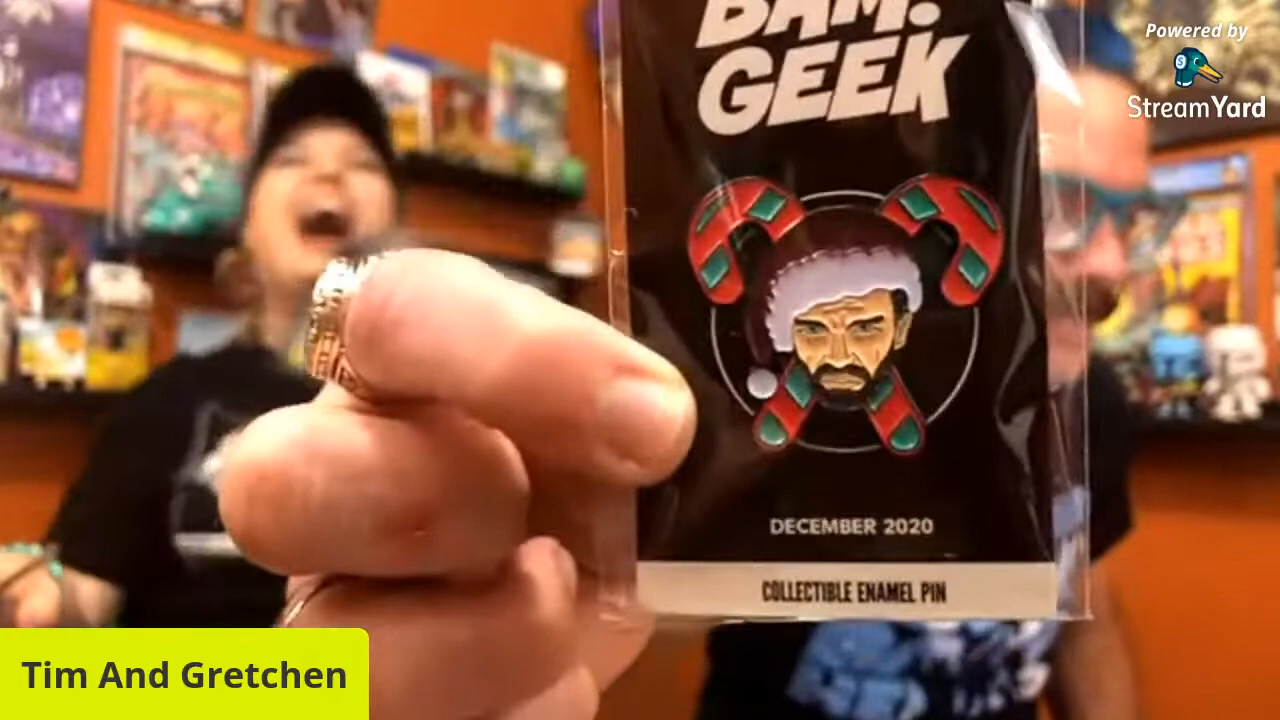 BAM!
GEEK
Powered by
StreamYard
DECEMBER 2020
COLLECTIBLE ENAMEL PIN
Tim And Gretchen